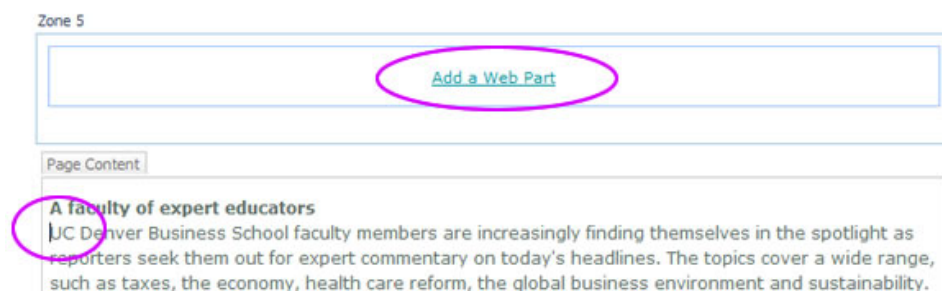 Zone 5
Add a Web Part
Page Content
A faculty of expert educators
UC Denver Business School faculty members are increasingly finding themselves in the spotlight as
reporters seek them out for expert commentary on today's headlines. The topics cover a wide range,
such as taxes, the economy, health care reform, the global business environment and sustainability.